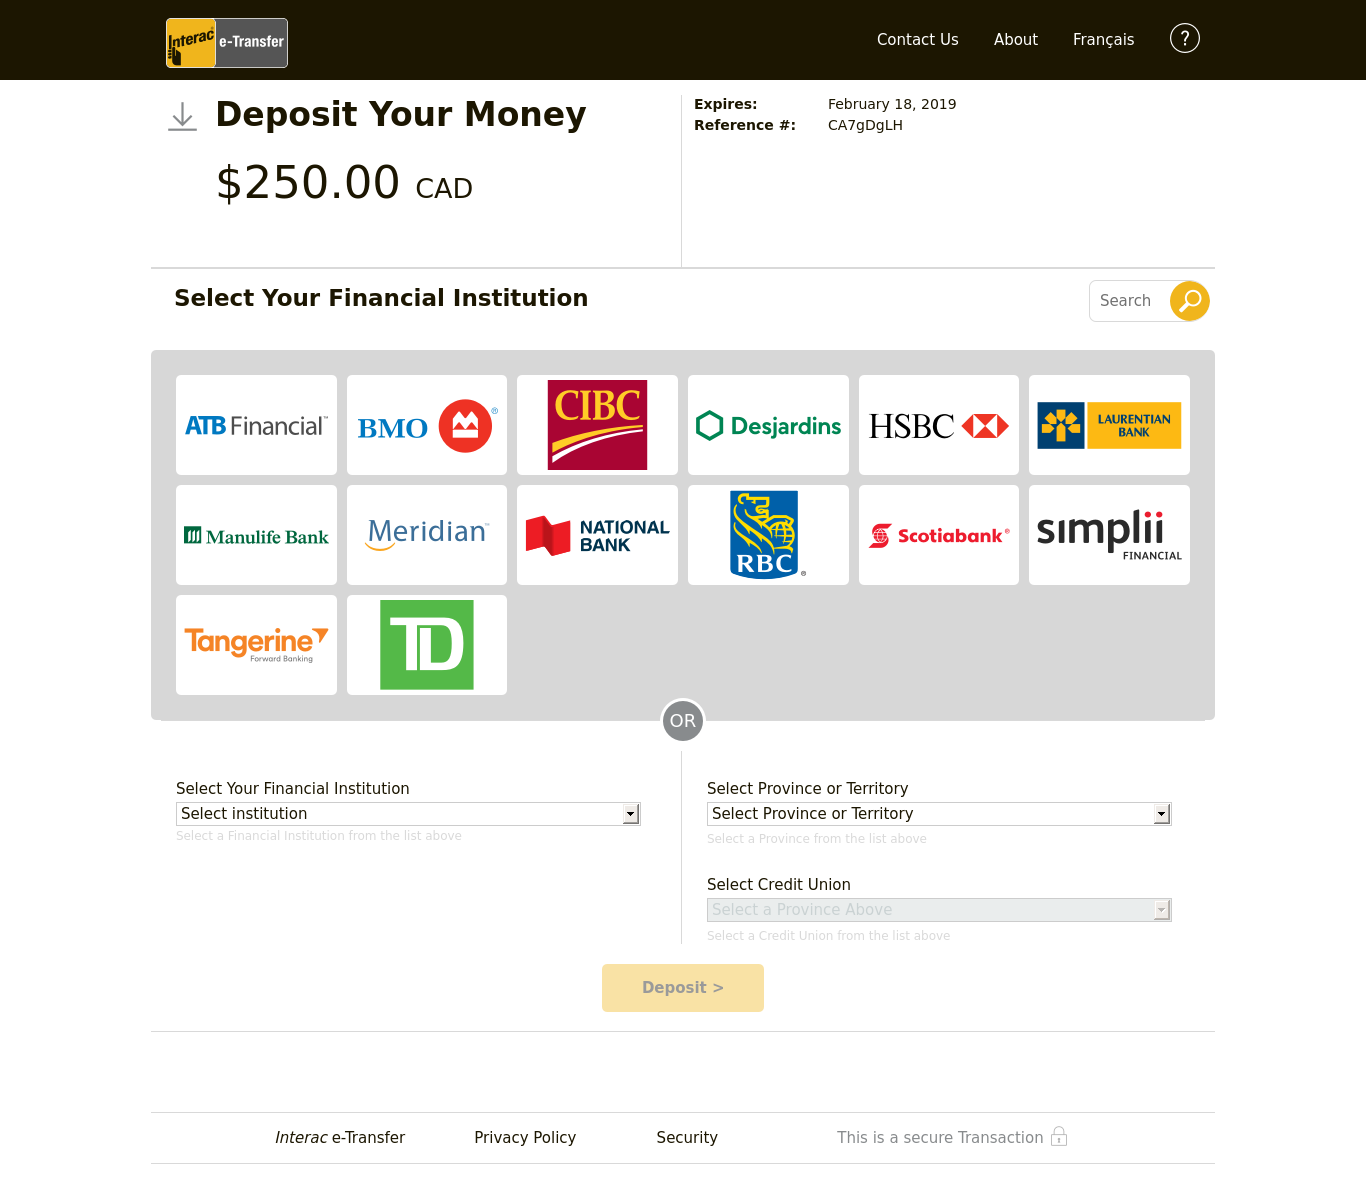 Interac e-Transfer
Contact Us About Français ?
Deposit Your Money
$250.00 CAD
Expires: February 18, 2019
Reference #: CA7gDgLH
Select Your Financial Institution
Search
ATB Financial™
BMO ®
CIBC
Desjardins
HSBC
LAURENTIAN
BANK
Manulife Bank
Meridian™
NATIONAL
BANK
RBC ®
Scotiabank®
simplii
FINANCIAL
Tangerine
Forward Banking
TD
OR
Select Your Financial Institution
Select institution
Select a Financial Institution from the list above
Select Province or Territory
Select Province or Territory
Select a Province from the list above
Select Credit Union
Select a Province Above
Select a Credit Union from the list above
Deposit >
Interac e-Transfer Privacy Policy Security This is a secure Transaction